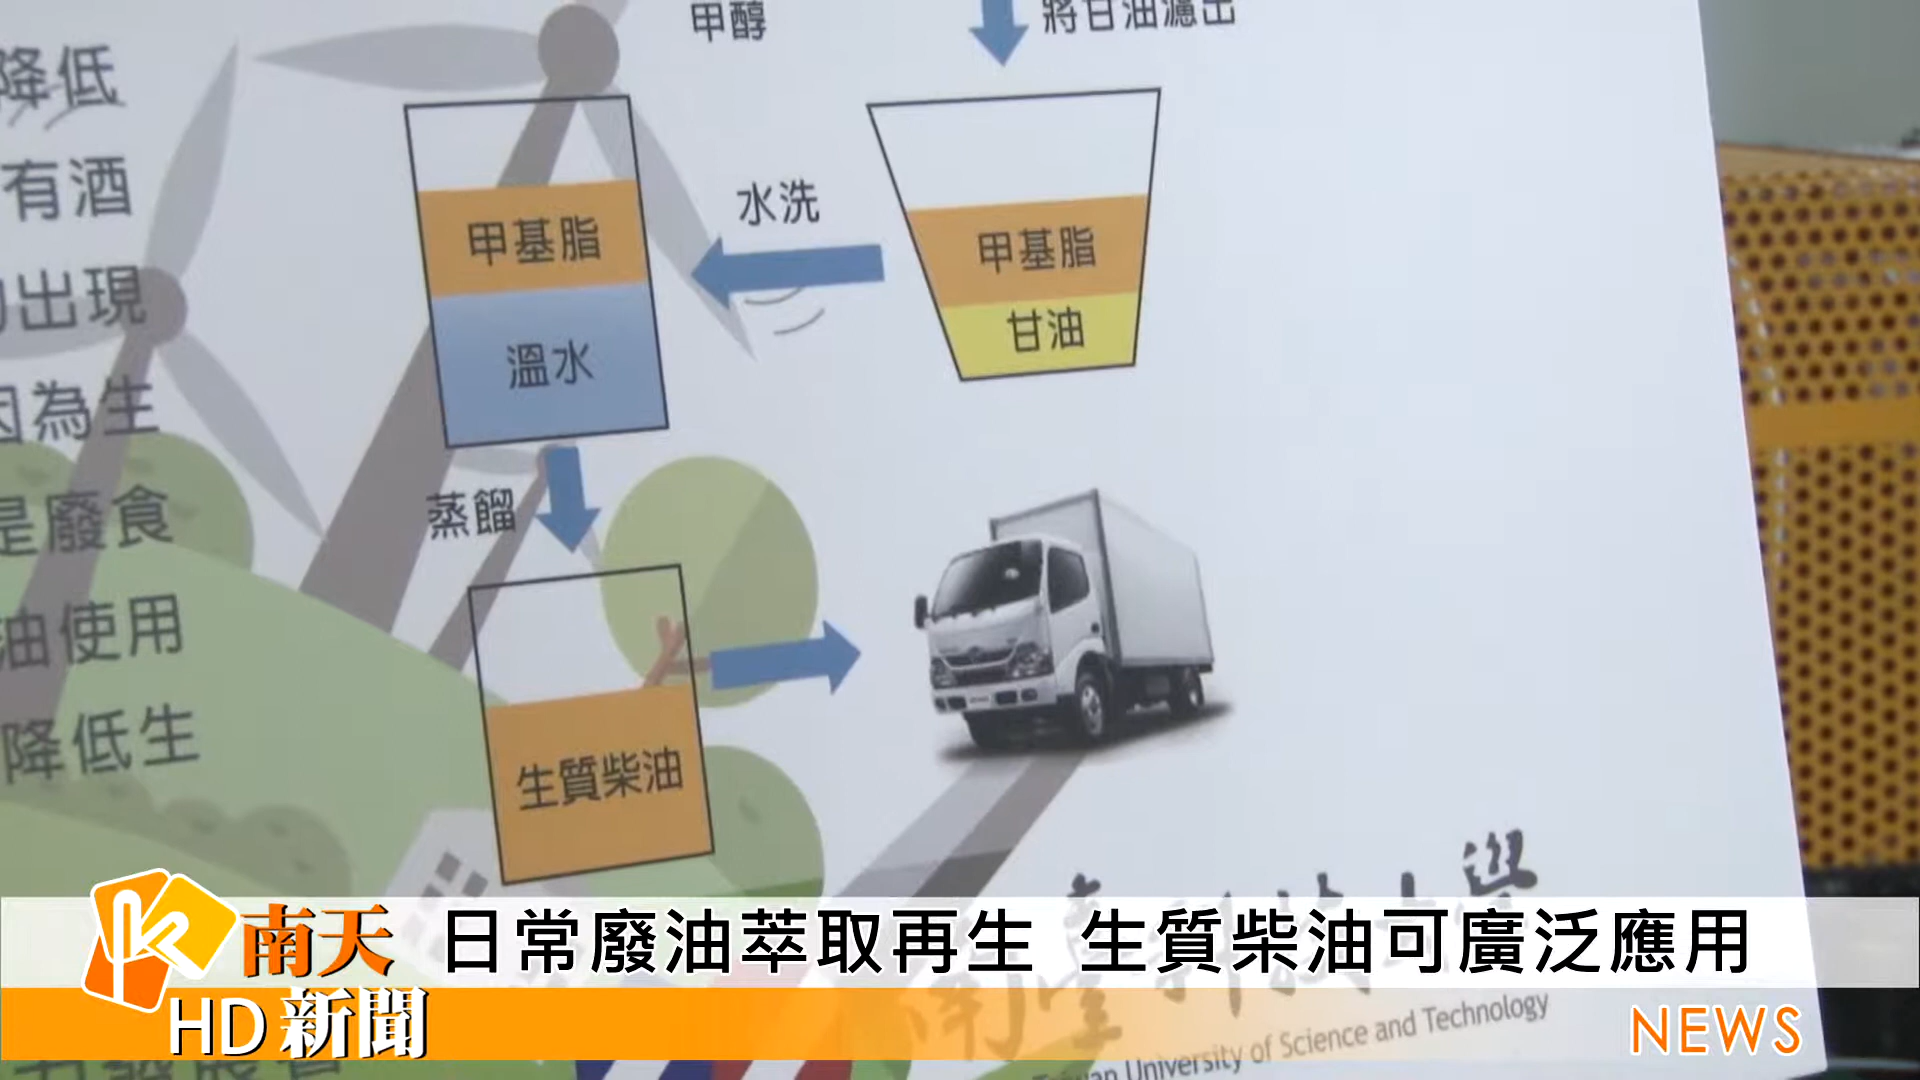 甲醇
將甘油濾出
降低
有酒
出現
因為生
是廢食
油使用
降低生
水洗
甲基脂
溫水
甲基脂
甘油
蒸餾
生質柴油
南天
HD新聞
日常廢油萃取再生 生質柴油可廣泛應用
University of Science and Technology
NEWS